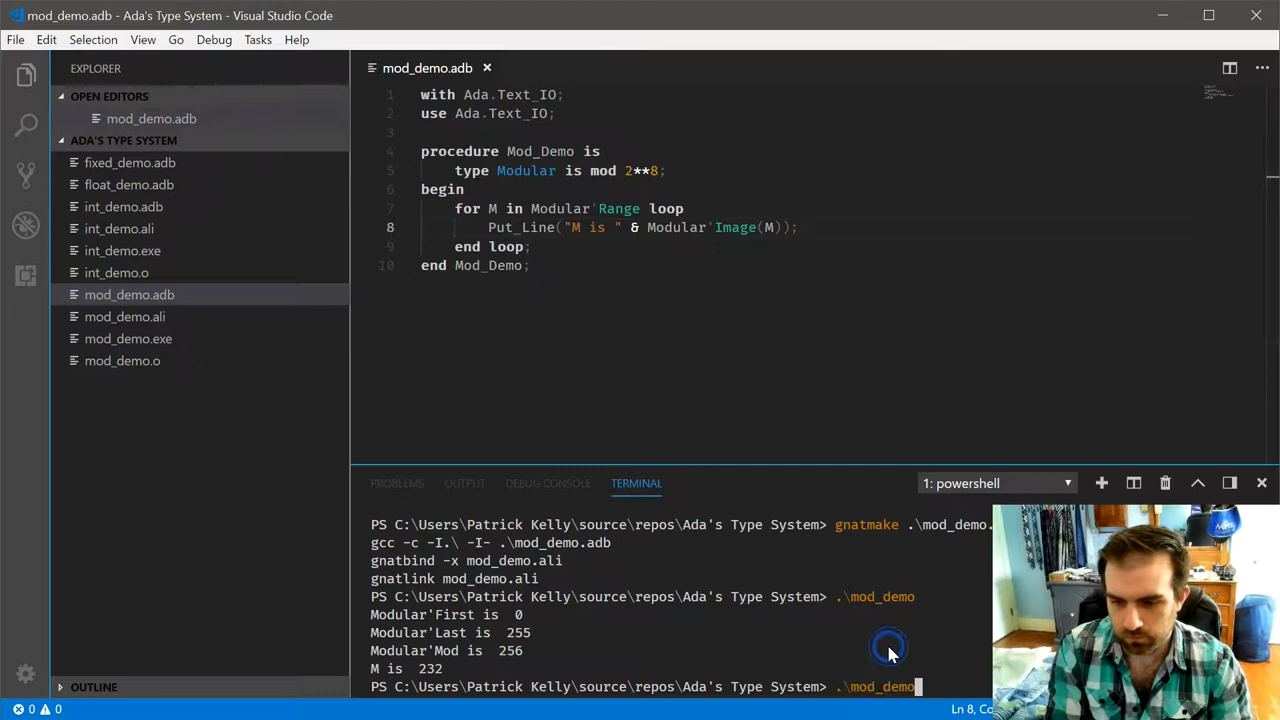 mod_demo.adb - Ada's Type System - Visual Studio Code
File Edit Selection View Go Debug Tasks Help
EXPLORER
OPEN EDITORS
mod_demo.adb
ADA'S TYPE SYSTEM
fixed_demo.adb
float_demo.adb
int_demo.adb
int_demo.ali
int_demo.exe
int_demo.o
mod_demo.adb
mod_demo.ali
mod_demo.exe
mod_demo.o
OUTLINE
mod_demo.adb
1 with Ada.Text_IO;
2 use Ada.Text_IO;
3
4 procedure Mod_Demo is
5 type Modular is mod 2**8;
6 begin
7 for M in Modular'Range loop
8 Put_Line("M is " & Modular'Image(M));
9 end loop;
10 end Mod_Demo;
PROBLEMS OUTPUT DEBUG CONSOLE TERMINAL 1: powershell
PS C:\Users\Patrick Kelly\source\repos\Ada's Type System> gnatmake .\mod_demo.
gcc -c -I.\ -I- .\mod_demo.adb
gnatbind -x mod_demo.ali
gnatlink mod_demo.ali
PS C:\Users\Patrick Kelly\source\repos\Ada's Type System> .\mod_demo
Modular'First is 0
Modular'Last is 255
Modular'Mod is 256
M is 232
PS C:\Users\Patrick Kelly\source\repos\Ada's Type System> .\mod_demo
0 0 Ln 8, Co